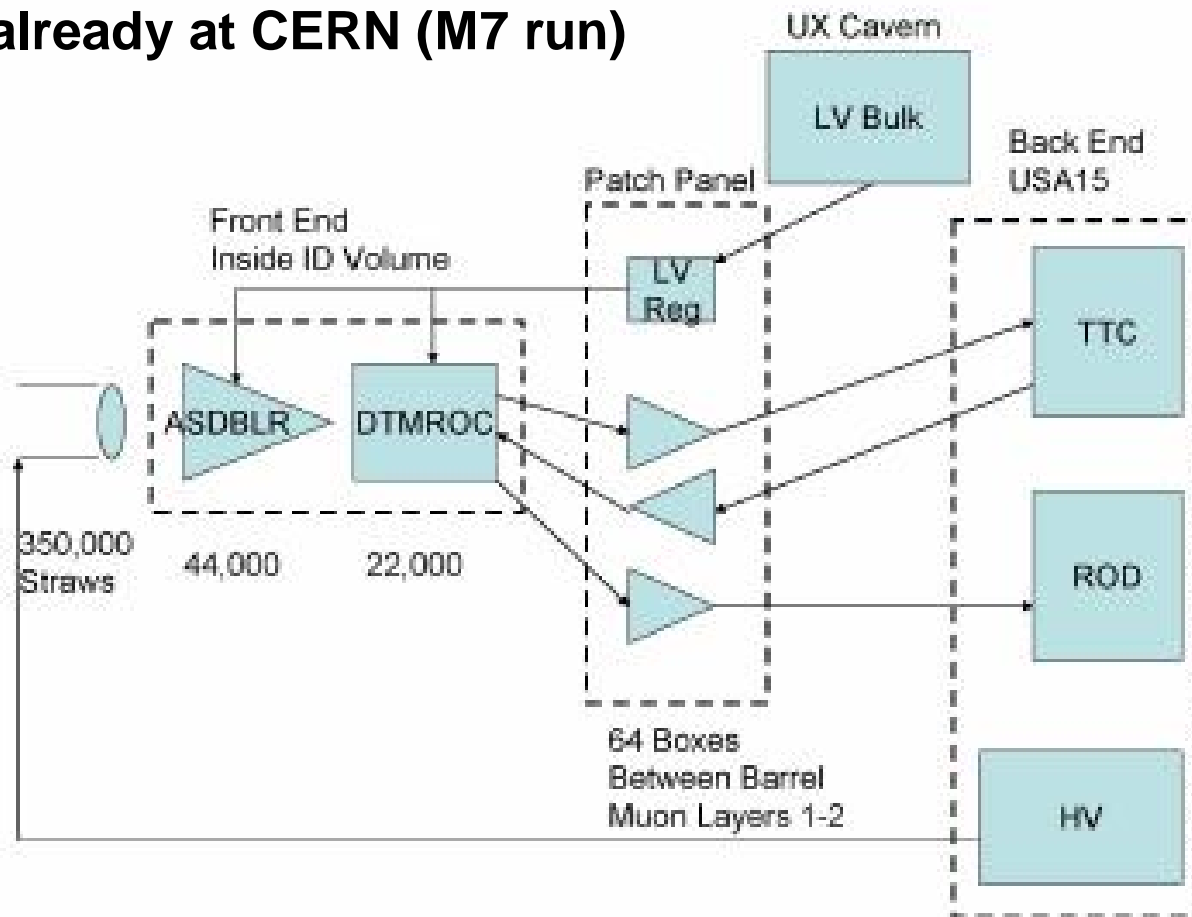 already at CERN (M7 run)
UX Cavern
LV Bulk
Back End
USA15
Patch Panel
Front End
Inside ID Volume
LV
Reg
TTC
ASDBLR
DTMROC
350,000
Straws
44,000
22,000
ROD
64 Boxes
Between Barrel
Muon Layers 1-2
HV